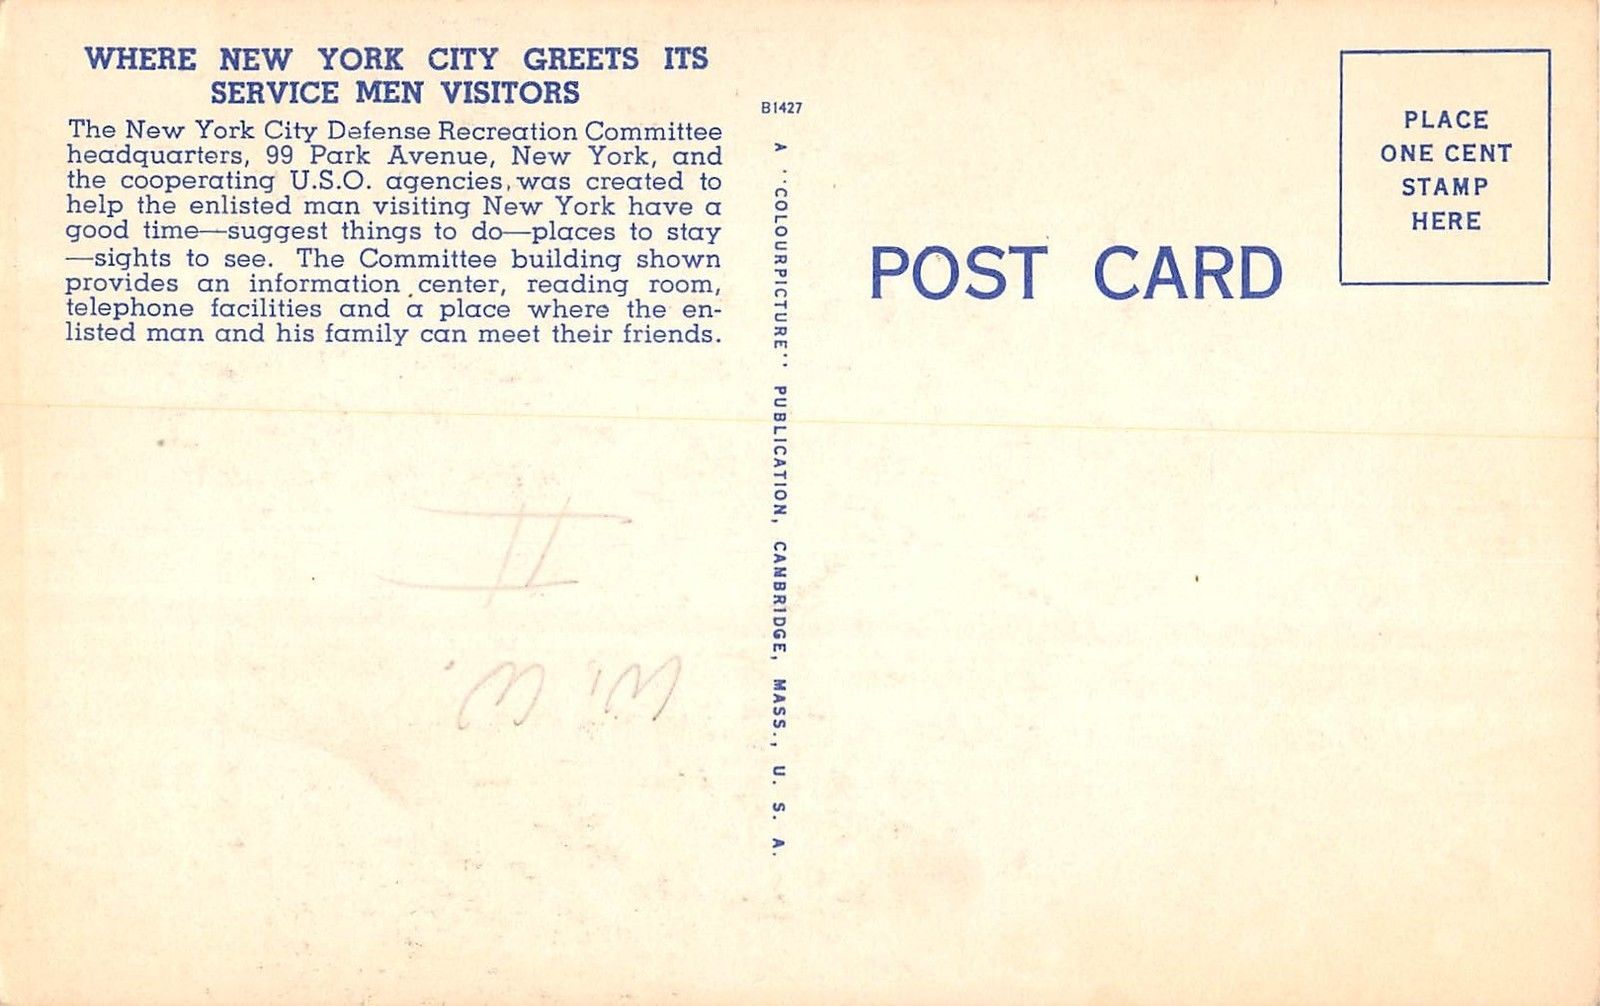 WHERE NEW YORK CITY GREETS ITS
SERVICE MEN VISITORS
The New York City Defense Recreation Committee
headquarters, 99 Park Avenue, New York, and
the cooperating U.S.O. agencies, was created to
help the enlisted man visiting New York have a
good time—suggest things to do—places to stay
—sights to see. The Committee building shown
provides an information center, reading room,
telephone facilities and a place where the en-
listed man and his family can meet their friends.
B1427
A "COLOURPICTURE" PUBLICATION, CAMBRIDGE, MASS., U. S. A.
POST CARD
PLACE
ONE CENT
STAMP
HERE
W. W.
II